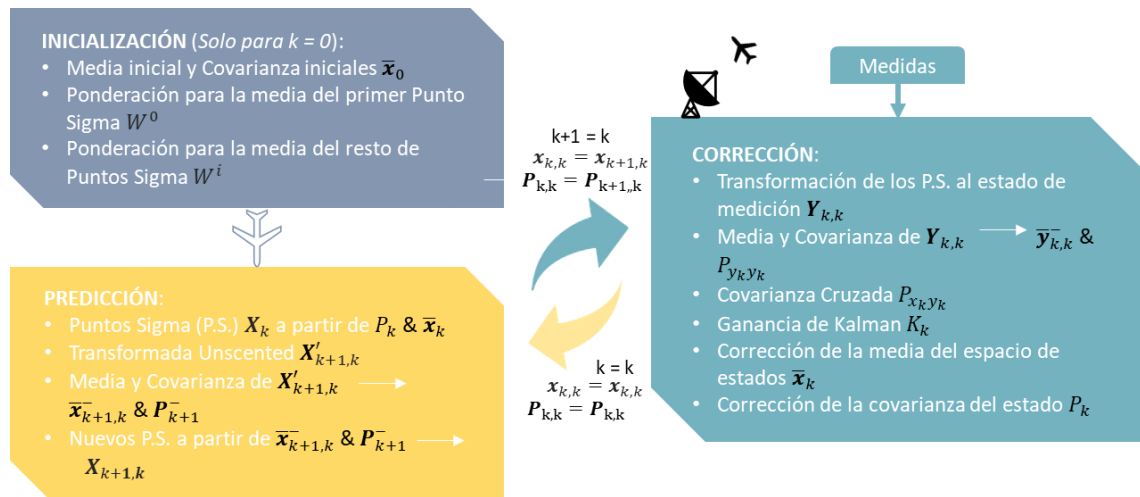 INICIALIZACIÓN (Solo para k = 0):
• Media inicial y Covarianza iniciales x̅₀
• Ponderación para la media del primer Punto
Sigma W⁰
• Ponderación para la media del resto de
Puntos Sigma Wⁱ
PREDICCIÓN:
• Puntos Sigma (P.S.) X_k a partir de P_k & x̅_k
• Transformada Unscented X′_{k+1,k}
• Media y Covarianza de X′_{k+1,k} →
x̅⁻_{k+1,k} & P⁻_{k+1}
• Nuevos P.S. a partir de x̅⁻_{k+1,k} & P⁻_{k+1} →
X_{k+1,k}
k+1 = k
x_{k,k} = x_{k+1,k}
P_{k,k} = P_{k+1,,k}
k = k
x_{k,k} = x_{k,k}
P_{k,k} = P_{k,k}
Medidas
CORRECCIÓN:
• Transformación de los P.S. al estado de
medición Y_{k,k}
• Media y Covarianza de Y_{k,k} → y̅⁻_{k,k} &
P_{y_k y_k}
• Covarianza Cruzada P_{x_k y_k}
• Ganancia de Kalman K_k
• Corrección de la media del espacio de
estados x̅_k
• Corrección de la covarianza del estado P_k